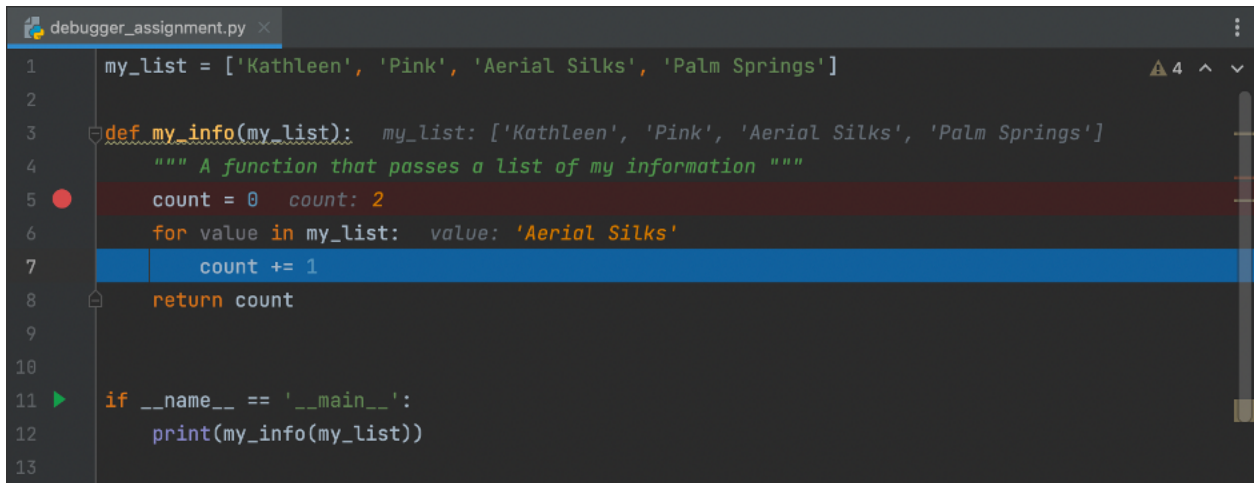 debugger_assignment.py
1 my_list = ['Kathleen', 'Pink', 'Aerial Silks', 'Palm Springs'] 4
2
3 def my_info(my_list): my_list: ['Kathleen', 'Pink', 'Aerial Silks', 'Palm Springs']
4 """ A function that passes a list of my information """
5 count = 0 count: 2
6 for value in my_list: value: 'Aerial Silks'
7 count += 1
8 return count
9
10
11 if __name__ == '__main__':
12 print(my_info(my_list))
13